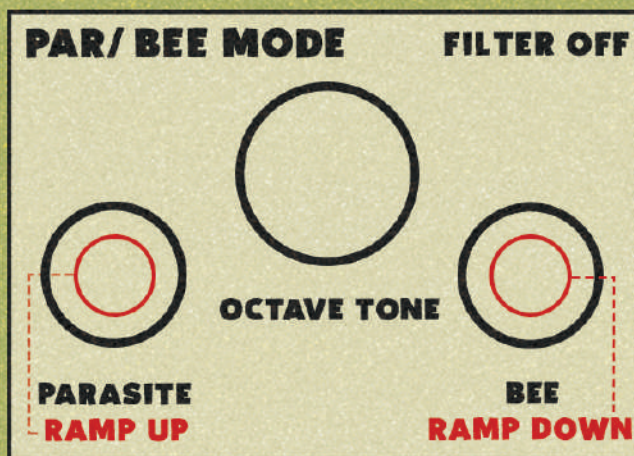 PAR/ BEE MODE
FILTER OFF
OCTAVE TONE
PARASITE
RAMP UP
BEE
RAMP DOWN